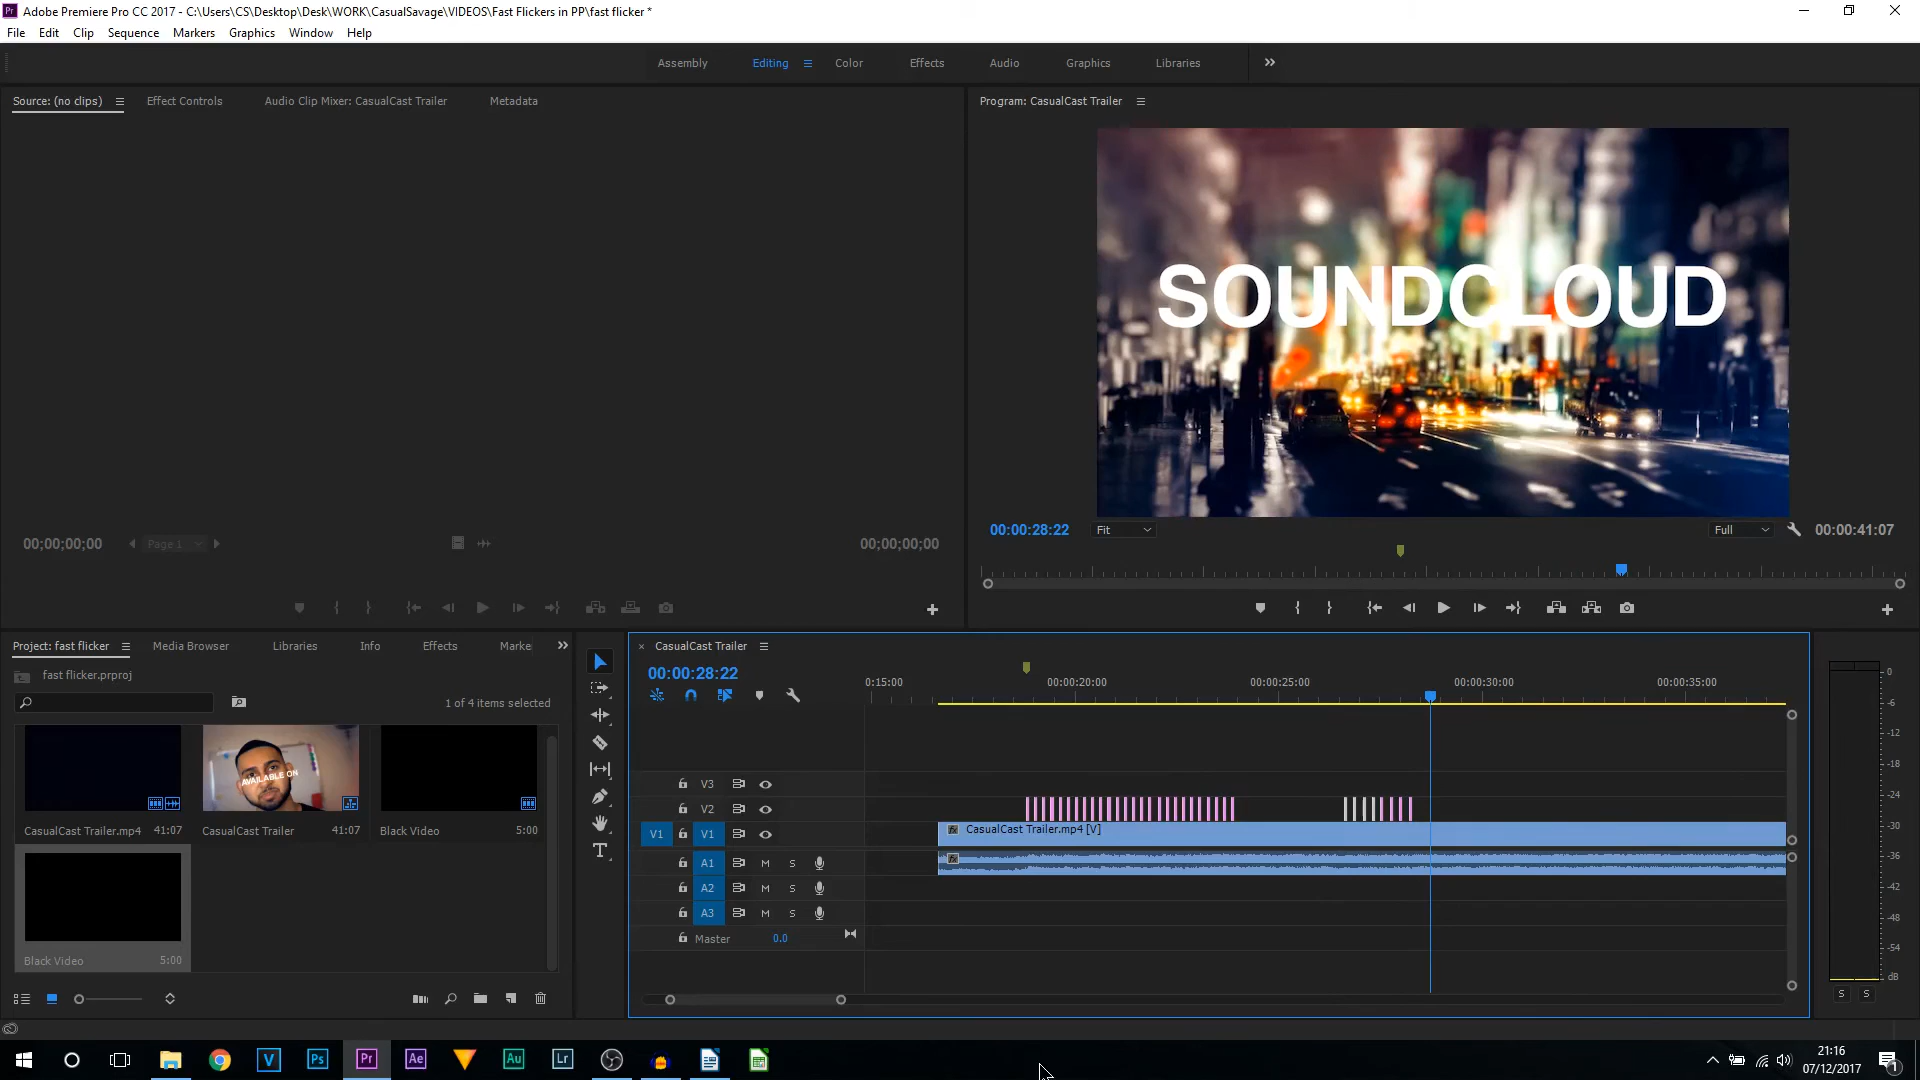 Adobe Premiere Pro CC 2017 - C:\Users\CS\Desktop\Desk\WORK\CasualSavage\VIDEOS\Fast Flickers in PP\fast flicker *
File Edit Clip Sequence Markers Graphics Window Help
Assembly Editing Color Effects Audio Graphics Libraries
Source: (no clips) Effect Controls Audio Clip Mixer: CasualCast Trailer Metadata
Program: CasualCast Trailer
SOUNDCLOUD
00:00:28:22 Fit Full 00:00:41:07
00;00;00;00 Page 1 00;00;00;00
Project: fast flicker Media Browser Libraries Info Effects Marke
fast flicker.prproj
1 of 4 items selected
AVAILABLE ON
CasualCast Trailer.mp4 41:07 CasualCast Trailer 41:07 Black Video 5:00
Black Video 5:00
CasualCast Trailer
00:00:28:22
0:15:00 00:00:20:00 00:00:25:00 00:00:30:00 00:00:35:00
V3
V2
V1 V1
CasualCast Trailer.mp4 [V]
A1 M S
A2 M S
A3 M S
Master 0.0
0
-6
-12
-18
-24
-30
-36
-42
-48
-54
dB
S S
V Ps Pr Ae Au Lr
21:16
07/12/2017
1